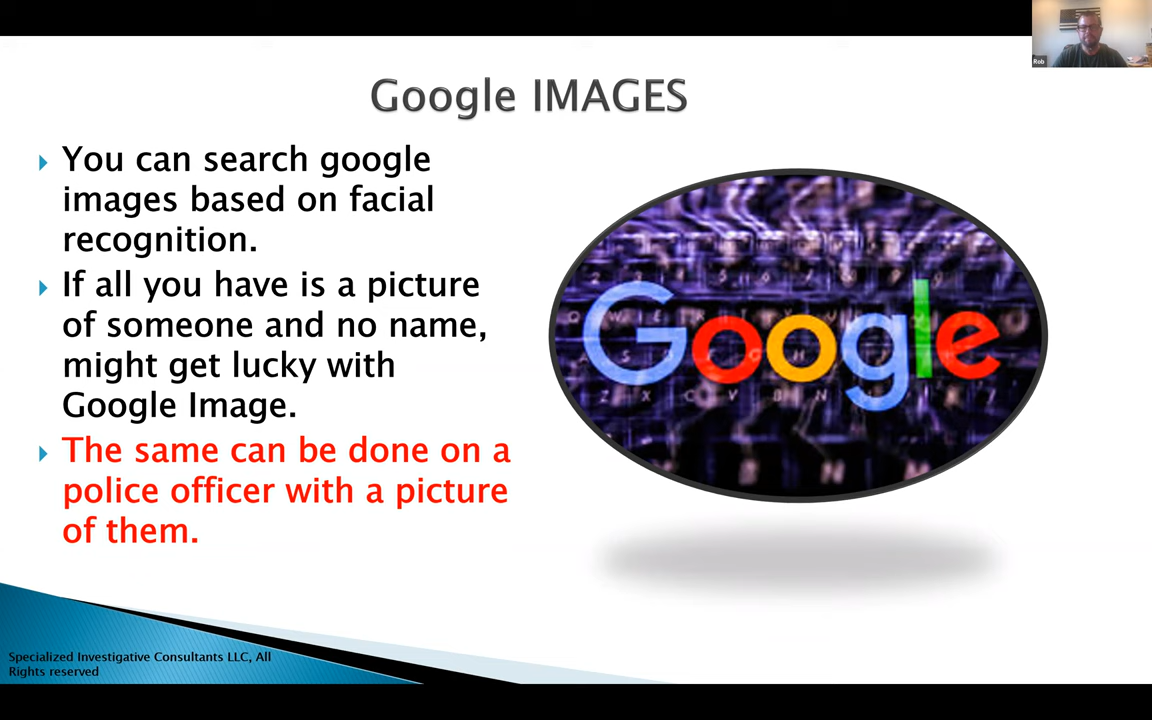 Rob
Google IMAGES
You can search google
images based on facial
recognition.
If all you have is a picture
of someone and no name,
might get lucky with
Google Image.
The same can be done on a
police officer with a picture
of them.
Google
Specialized Investigative Consultants LLC, All
Rights reserved